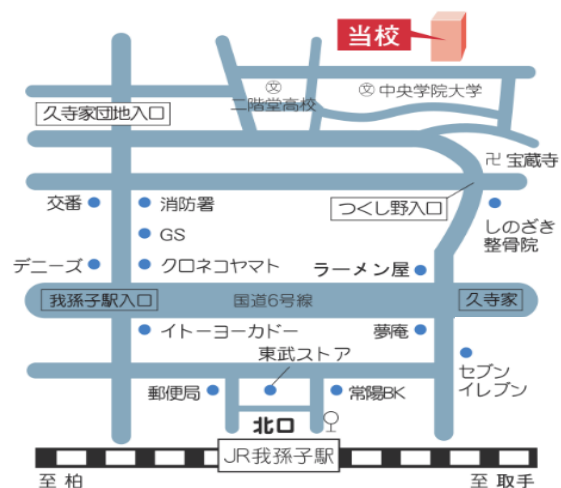 当校
㊫ 中央学院大学
㊫
二階堂高校
久寺家団地入口
卍 宝蔵寺
交番
消防署
つくし野入口
しのざき
整骨院
GS
デニーズ
クロネコヤマト
ラーメン屋
我孫子駅入口
国道6号線
久寺家
イトーヨーカドー
夢庵
東武ストア
セブン
イレブン
郵便局
常陽BK
北口
JR我孫子駅
至 柏
至 取手